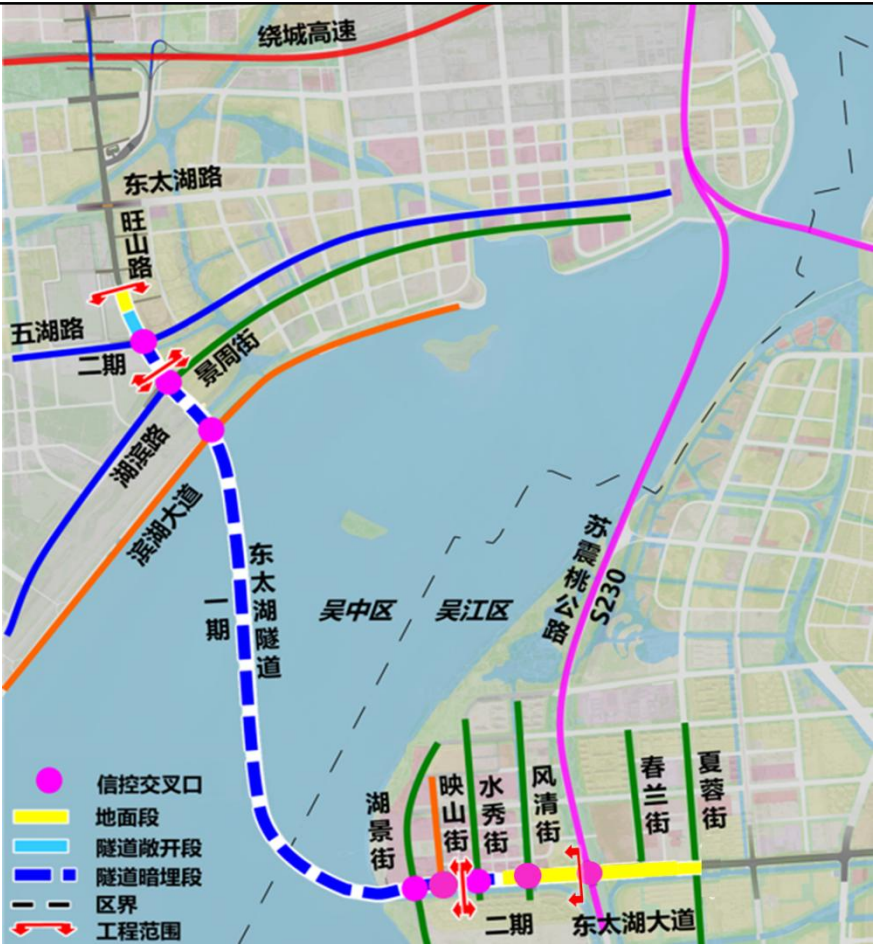 绕城高速
东太湖路
旺山路
五湖路
二期
景周街
湖滨路
滨湖大道
东太湖隧道
一期
吴中区
吴江区
苏震桃公路
S230
信控交叉口
地面段
隧道敞开段
隧道暗埋段
区界
工程范围
湖景街
映山街
水秀街
风清街
春兰街
夏蓉街
二期
东太湖大道